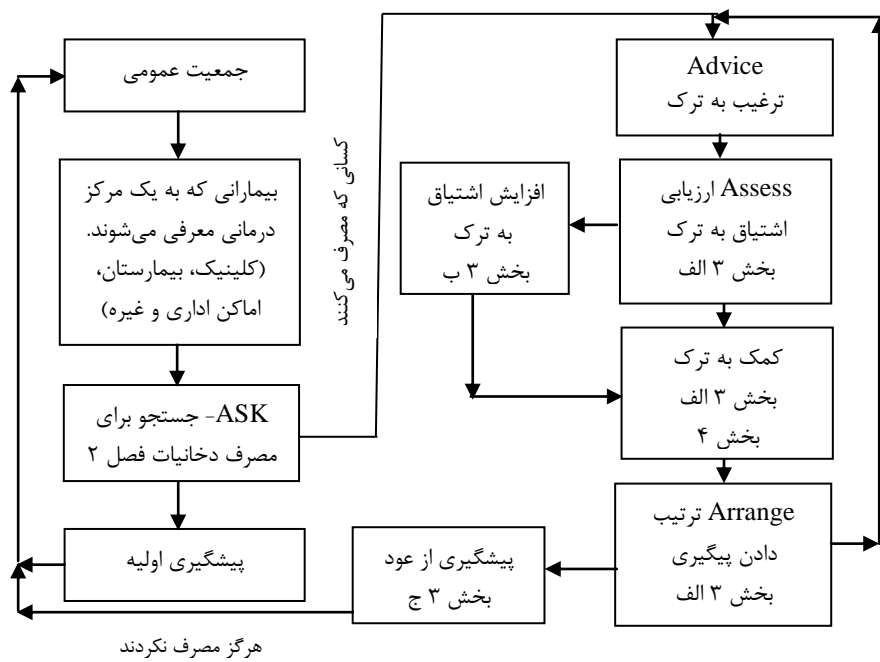 جمعیت عمومی
بیمارانی که به یک مرکز
درمانی معرفی می‌شوند.
(کلینیک، بیمارستان،
اماکن اداری و غیره)
ASK- جستجو برای
مصرف دخانیات فصل ۲
پیشگیری اولیه
کسانی که مصرف می‌کنند
Advice
ترغیب به ترک
Assess ارزیابی
اشتیاق به ترک
بخش ۳ الف
افزایش اشتیاق
به ترک
بخش ۳ ب
کمک به ترک
بخش ۳ الف
بخش ۴
Arrange ترتیب
دادن پیگیری
بخش ۳ الف
پیشگیری از عود
بخش ۳ ج
هرگز مصرف نکردند